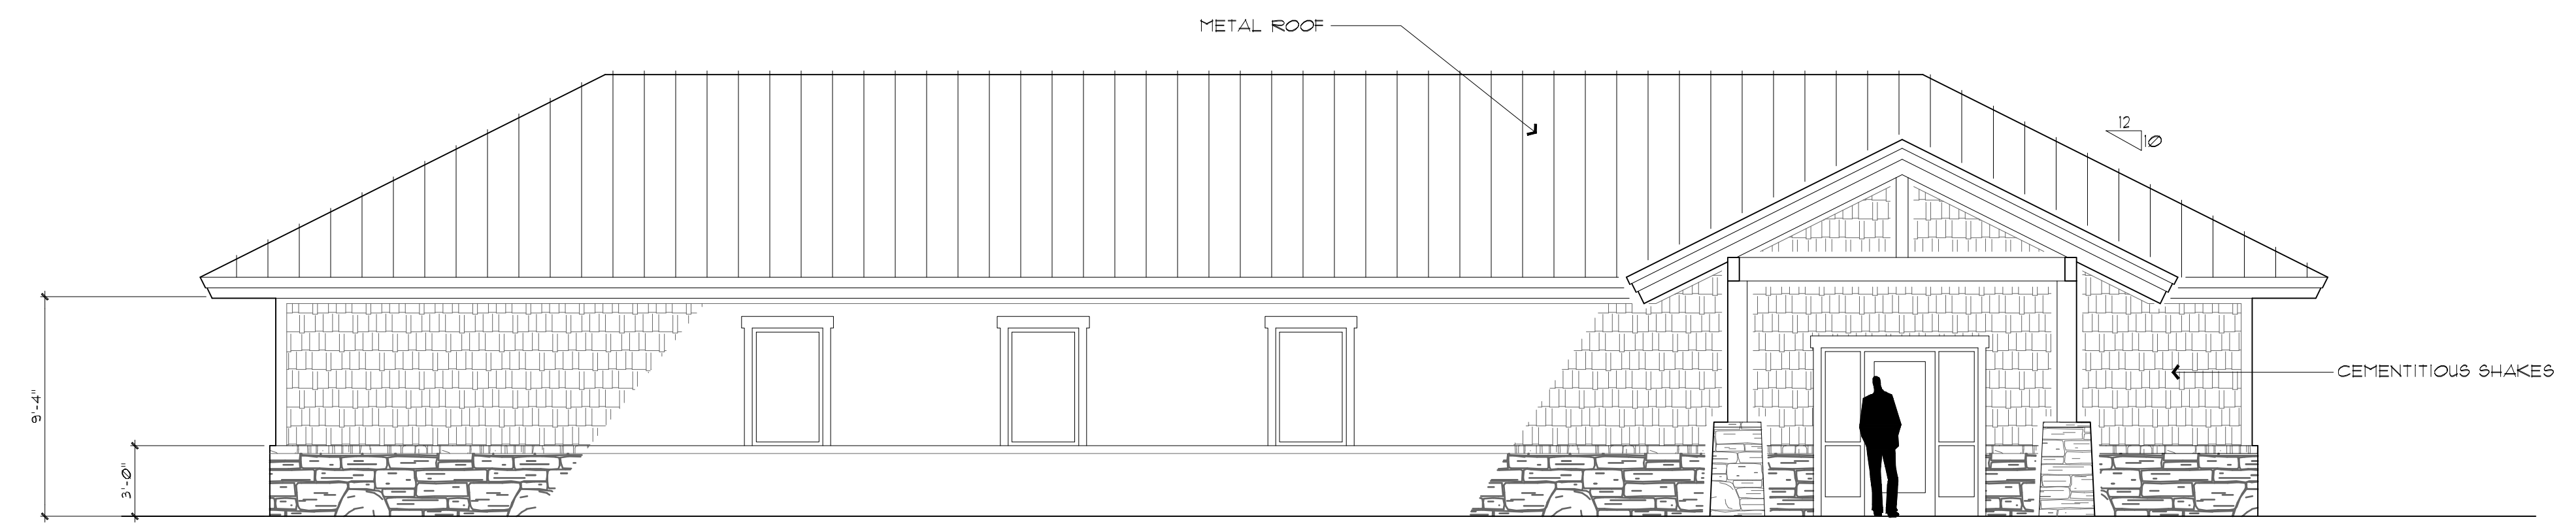 METAL ROOF
12
10
9'-4"
CEMENTITIOUS SHAKES
3'-0"